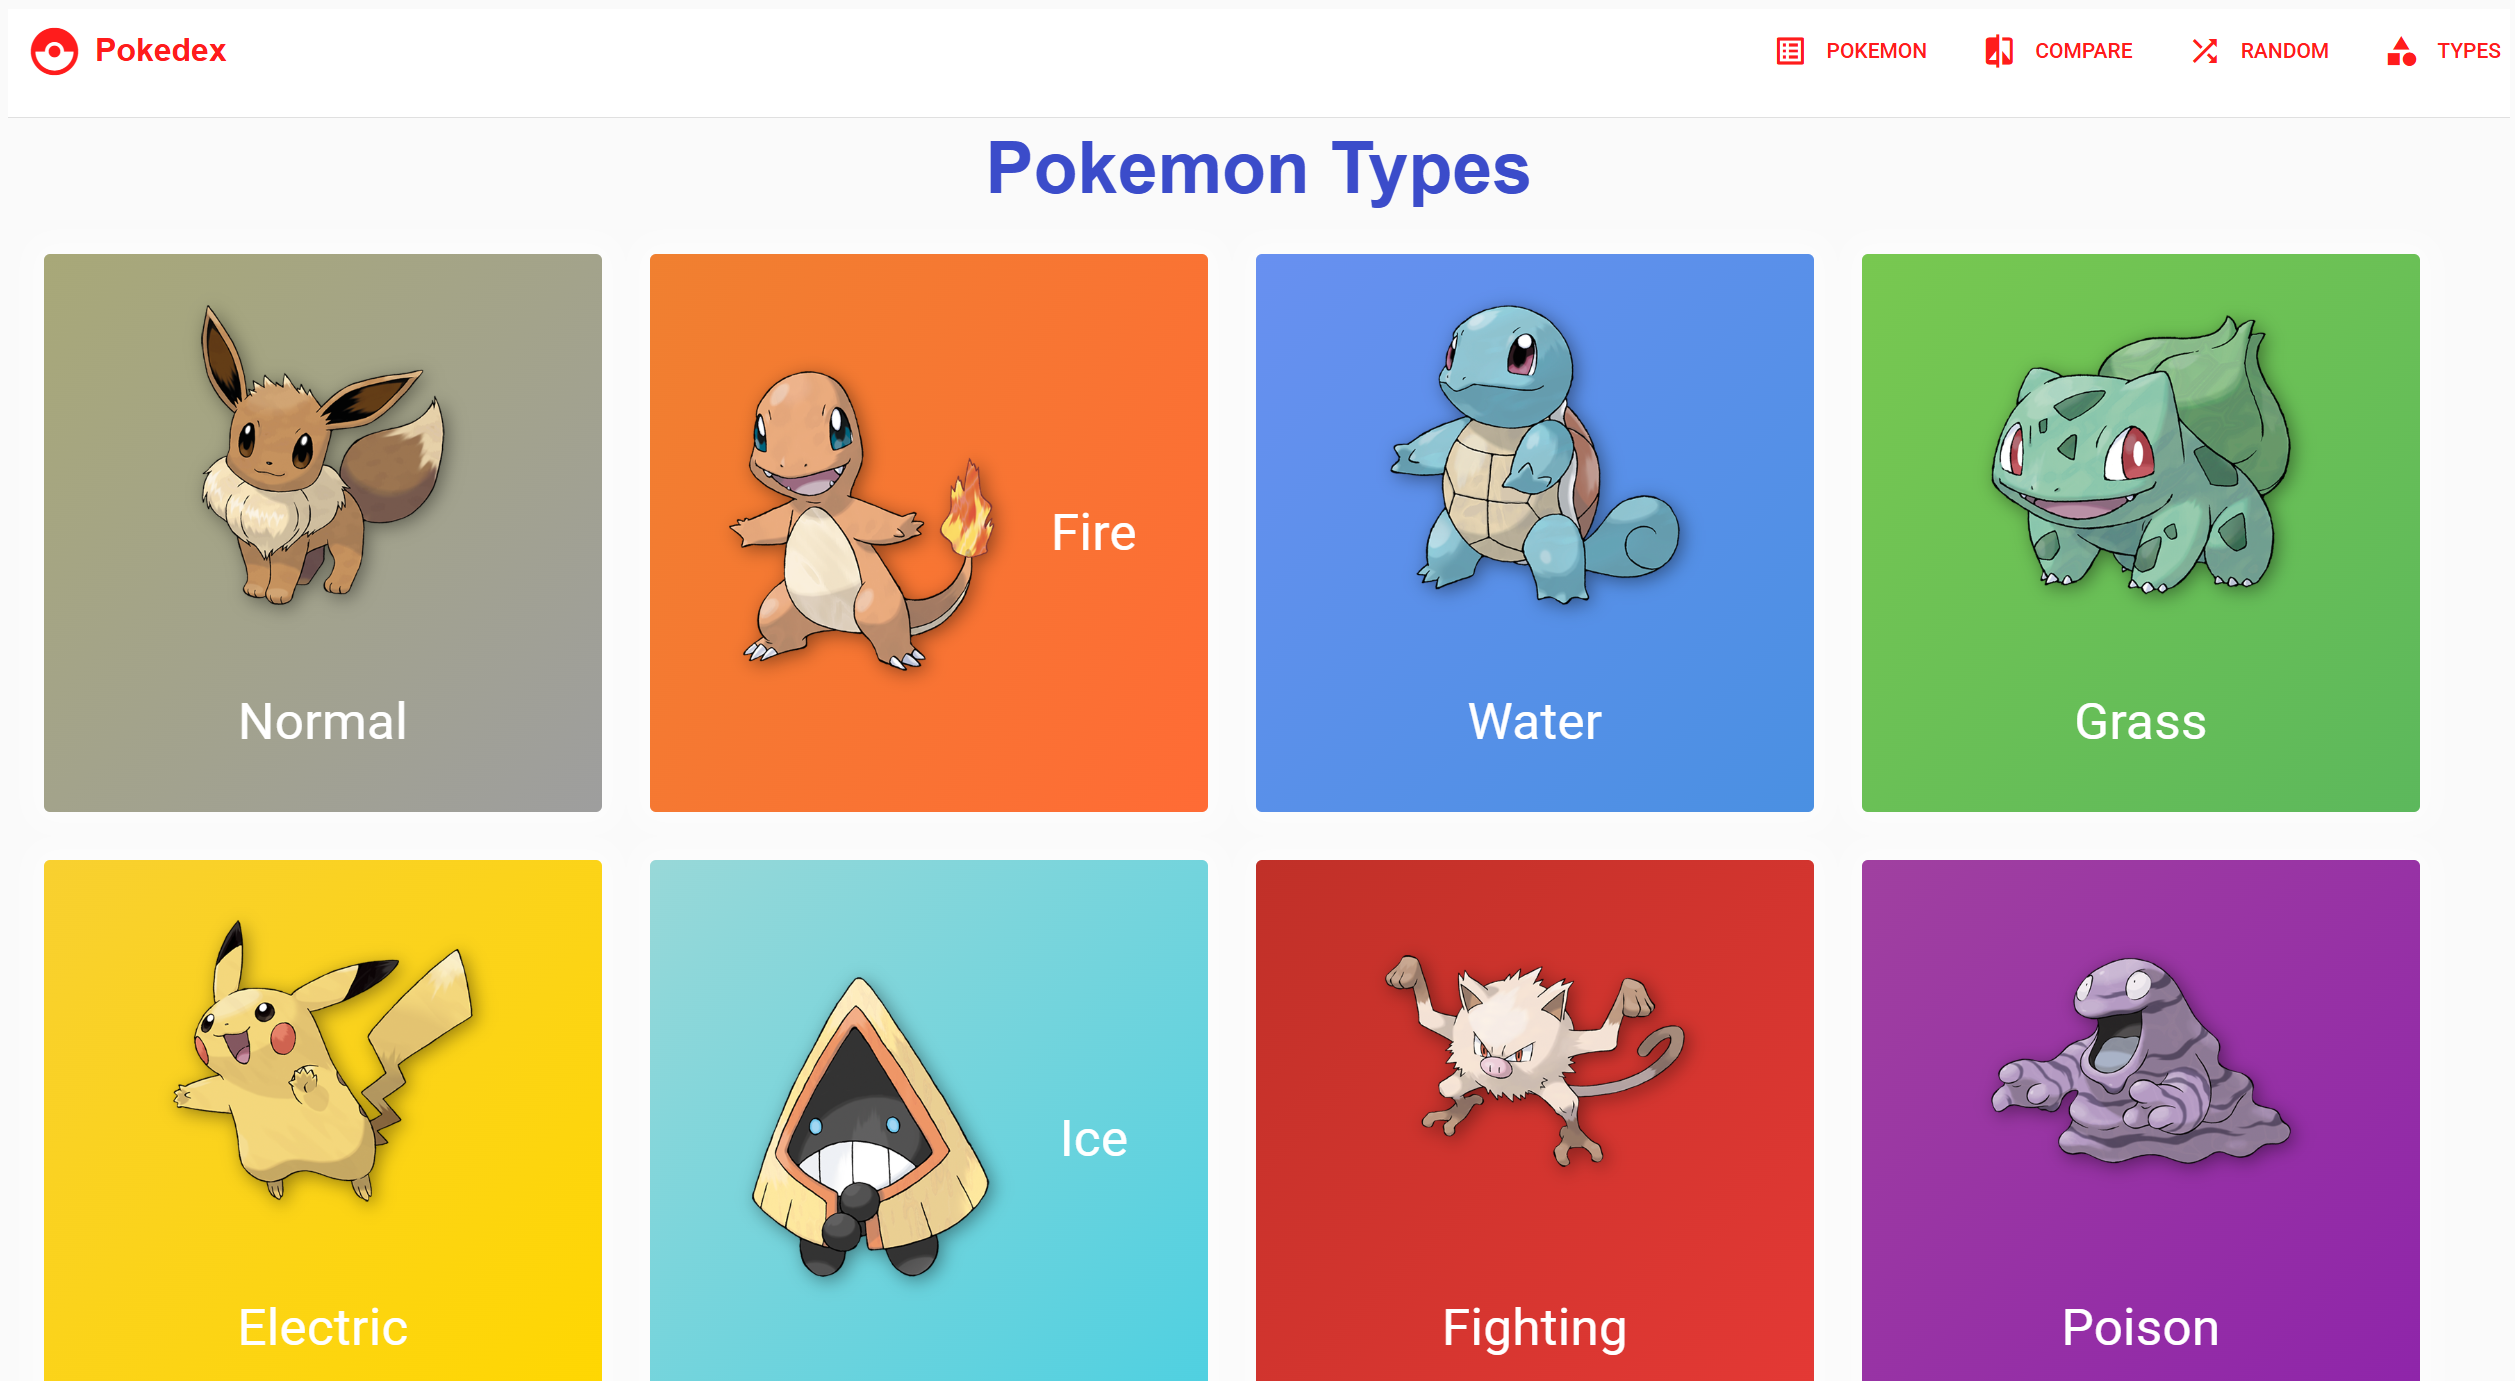 Pokedex
POKEMON
COMPARE
RANDOM
TYPES
Pokemon Types
Normal
Fire
Water
Grass
Electric
Ice
Fighting
Poison